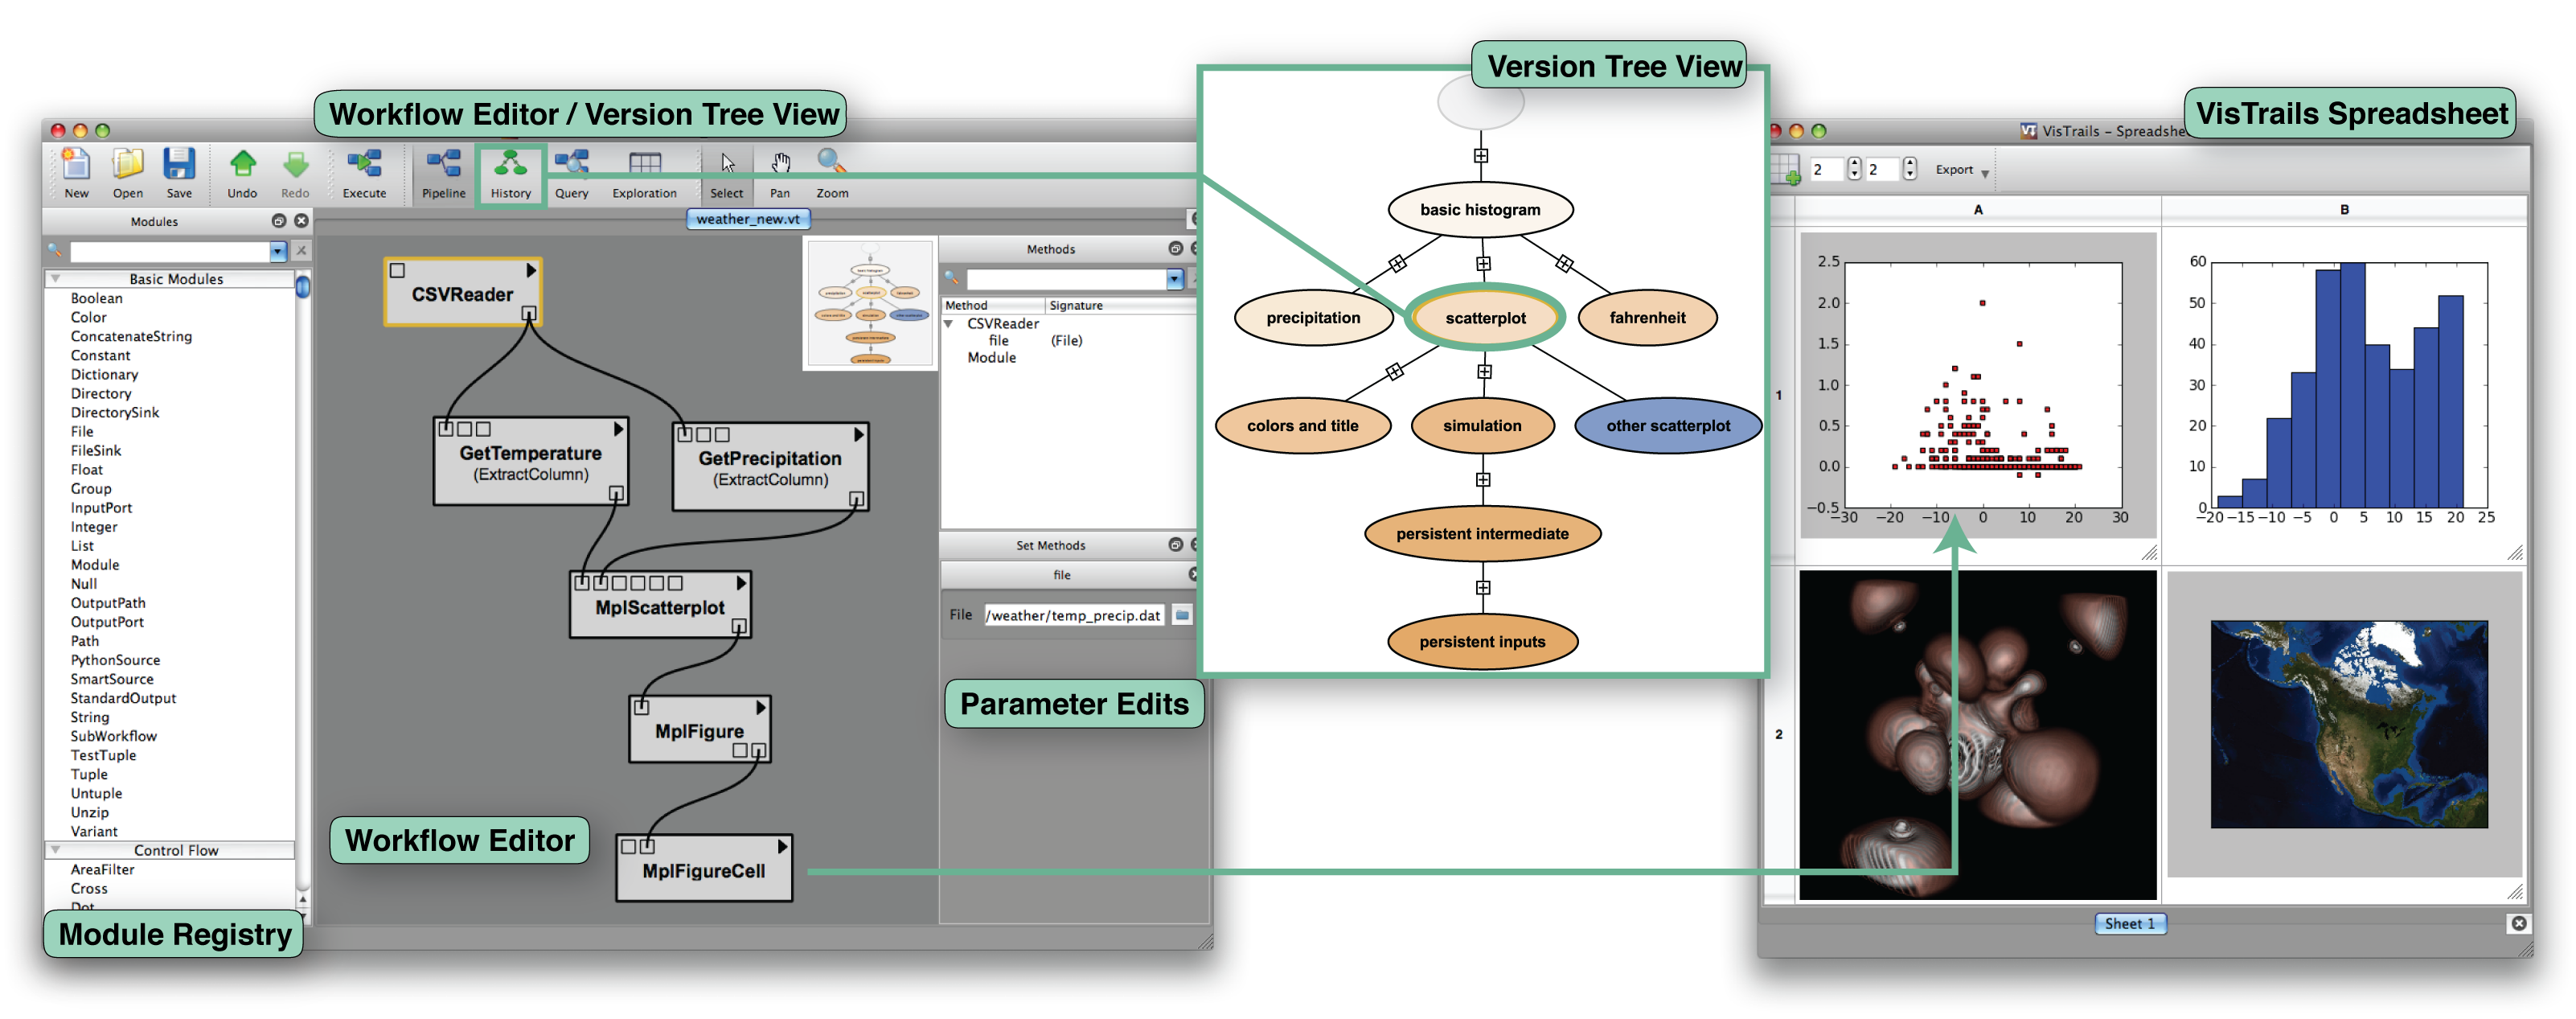 Workflow Editor / Version Tree View
New
Open
Save
Undo
Redo
Execute
Pipeline
History
Query
Exploration
Select
Pan
Zoom
weather_new.vt
Modules
Basic Modules
Boolean
Color
ConcatenateString
Constant
Dictionary
Directory
DirectorySink
File
FileSink
Float
Group
InputPort
Integer
List
Module
Null
OutputPath
OutputPort
Path
PythonSource
SmartSource
StandardOutput
String
SubWorkflow
TestTuple
Tuple
Untuple
Unzip
Variant
Control Flow
AreaFilter
Cross
Dot
Module Registry
CSVReader
GetTemperature
(ExtractColumn)
GetPrecipitation
(ExtractColumn)
MplScatterplot
MplFigure
MplFigureCell
Workflow Editor
Methods
Method Signature
CSVReader
file (File)
Module
Set Methods
file
File /weather/temp_precip.dat
Parameter Edits
Version Tree View
basic histogram
precipitation
scatterplot
fahrenheit
colors and title
simulation
other scatterplot
persistent intermediate
persistent inputs
VisTrails Spreadsheet
VisTrails – Spreadshe
2
2
Export
A
B
1
2.5
2.0
1.5
1.0
0.5
0.0
−0.5
−30 −20 −10 0 10 20 30
60
50
40
30
20
10
0
−20 −15 −10 −5 0 5 10 15 20 25
2
Sheet 1